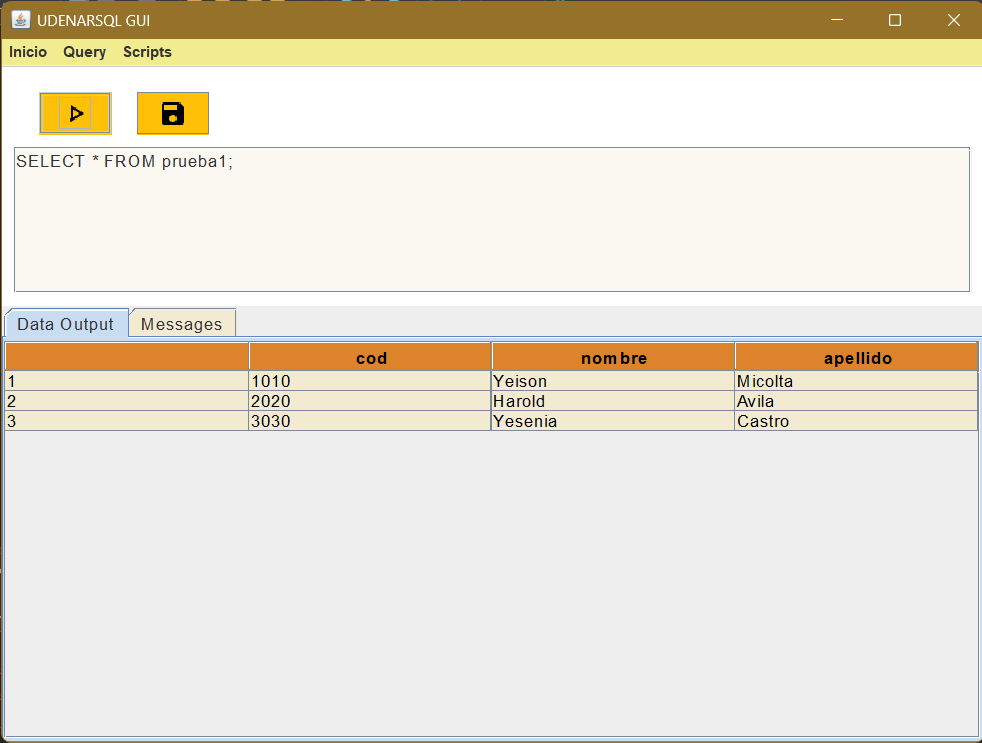 UDENARSQL GUI
Inicio Query Scripts
SELECT * FROM prueba1;
Data Output Messages
cod nombre apellido
1 1010 Yeison Micolta
2 2020 Harold Avila
3 3030 Yesenia Castro